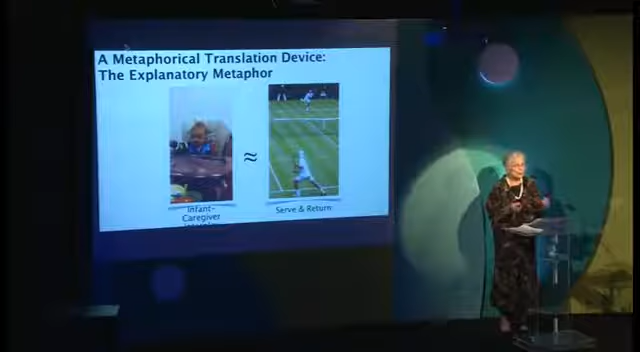 A Metaphorical Translation Device:
The Explanatory Metaphor
≈
Infant-
Caregiver
Serve & Return